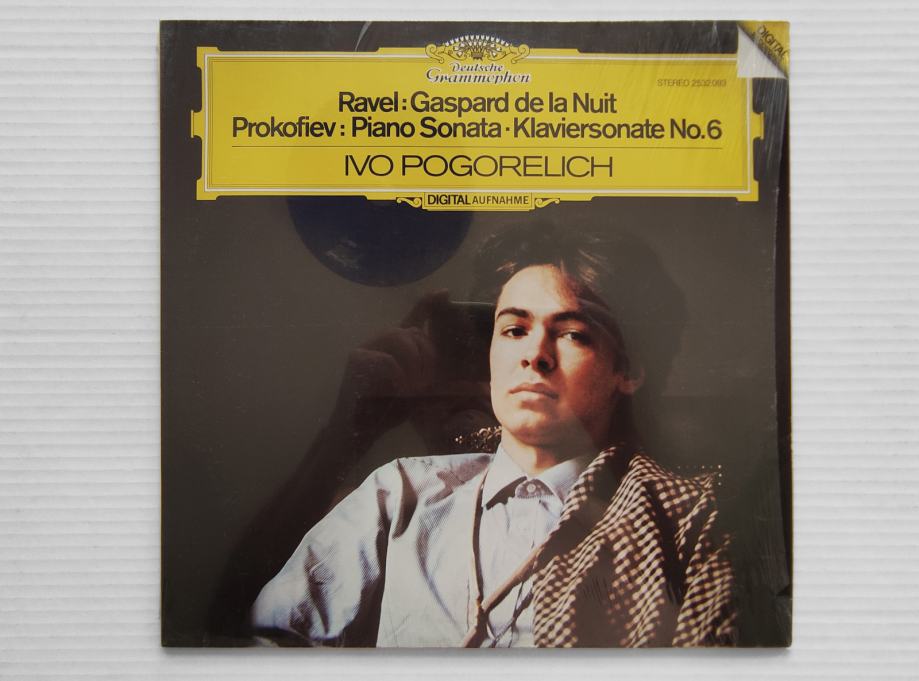 DIGITAL
Deutsche
Grammophon
STEREO 2532 093
Ravel: Gaspard de la Nuit
Prokofiev: Piano Sonata · Klaviersonate No.6
IVO POGORELICH
DIGITAL AUFNAHME